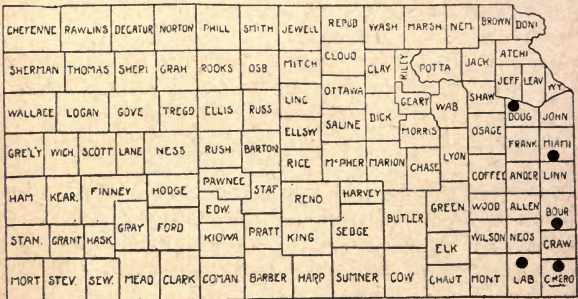 CHEYENNE RAWLINS DECATUR NORTON PHILL SMITH JEWELL REPUB WASH MARSH NEM. BROWN DONI
ATCHI
SHERMAN THOMAS SHERI GRAH ROOKS OSB MITCH CLOUD CLAY RILEY POTTA JACK JEFF LEAV WY.
OTTAWA
WALLACE LOGAN GOVE TREGO ELLIS RUSS LINC DICK GEARY WAB SHAW DOUG JOHN
SALINE MORRIS
ELLSW OSAGE FRANK MIAMI
GRE'LY WICH SCOTT LANE NESS RUSH BARTON RICE McPHER MARION CHASE LYON
COFFEE ANDER LINN
HAM KEAR. FINNEY HODGE PAWNEE STAF RENO HARVEY
EDW. BUTLER GREEN WOOD ALLEN BOUR
STAN. GRANT HASK. GRAY FORD KIOWA PRATT KING SEDGE
ELK WILSON NEOS CRAW.
MORT STEV. SEW. MEAD CLARK COMAN BARBER HARP SUMNER COW CHAUT MONT LAB CHERO